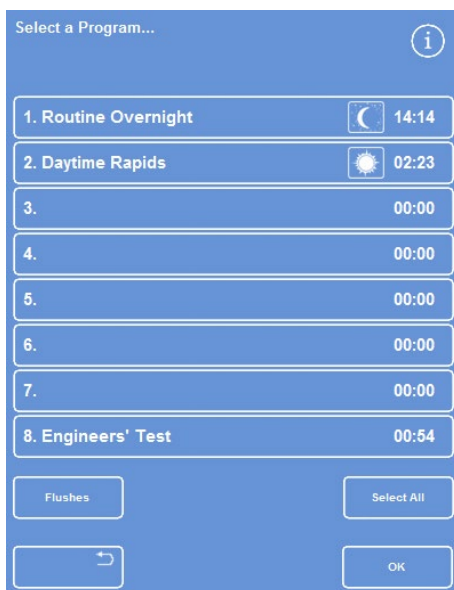 Select a Program...
i
1. Routine Overnight 14:14
2. Daytime Rapids 02:23
3. 00:00
4. 00:00
5. 00:00
6. 00:00
7. 00:00
8. Engineers' Test 00:54
Flushes Select All
OK